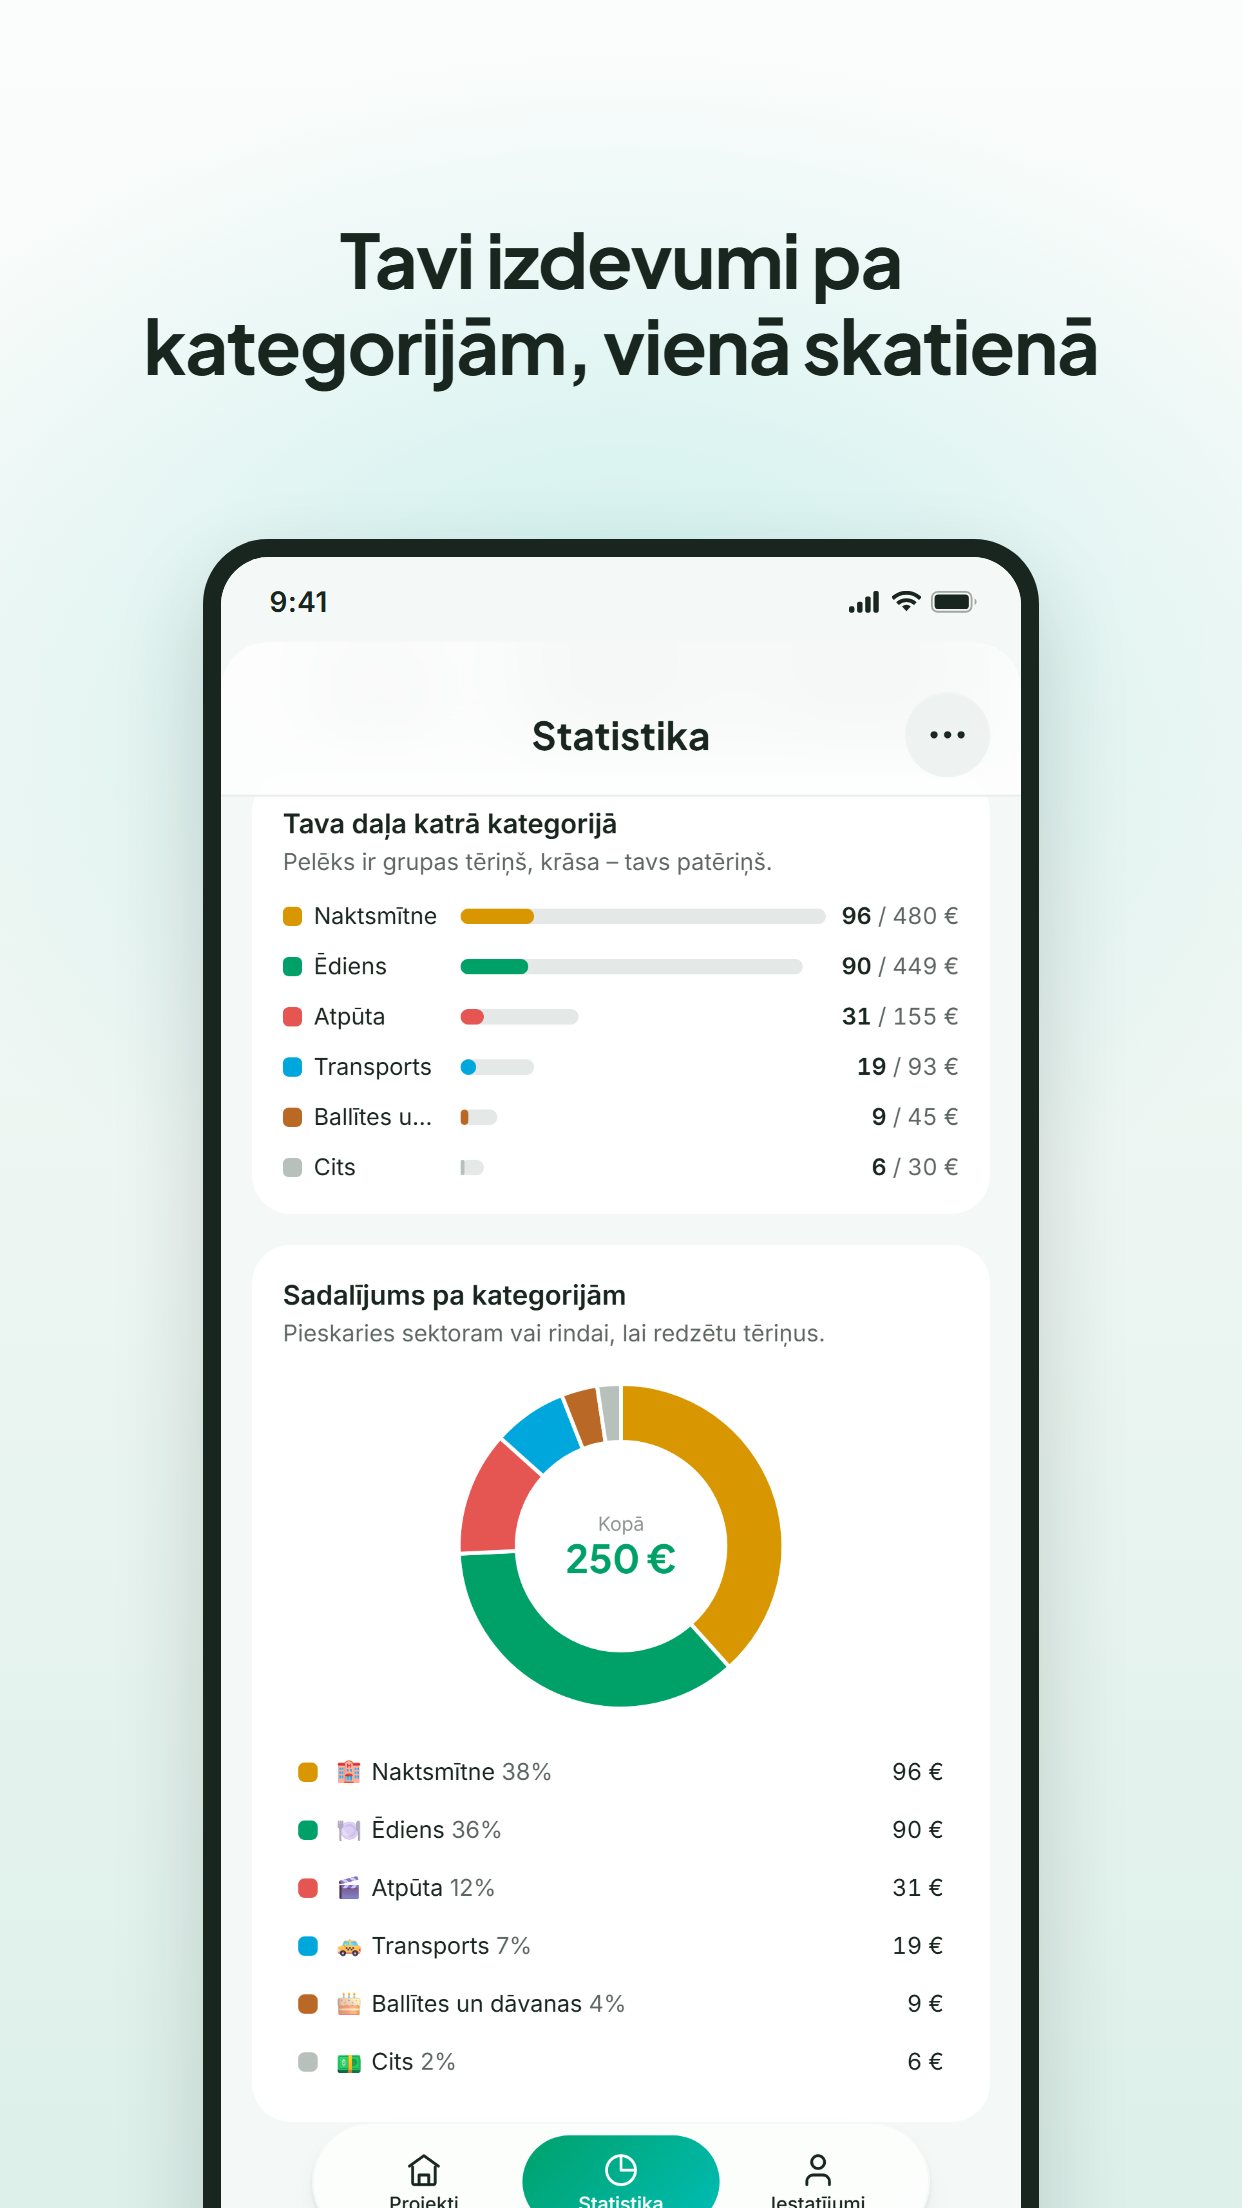 Tavi izdevumi pa
kategorijām, vienā skatienā
9:41
Statistika
Tava daļa katrā kategorijā
Pelēks ir grupas tēriņš, krāsa – tavs patēriņš.
Naktsmītne 96 / 480 €
Ēdiens 90 / 449 €
Atpūta 31 / 155 €
Transports 19 / 93 €
Ballītes u... 9 / 45 €
Cits 6 / 30 €
Sadalījums pa kategorijām
Pieskaries sektoram vai rindai, lai redzētu tēriņus.
Kopā
250 €
Naktsmītne 38% 96 €
Ēdiens 36% 90 €
Atpūta 12% 31 €
Transports 7% 19 €
Ballītes un dāvanas 4% 9 €
Cits 2% 6 €
Projekti Statistika Iestatījumi